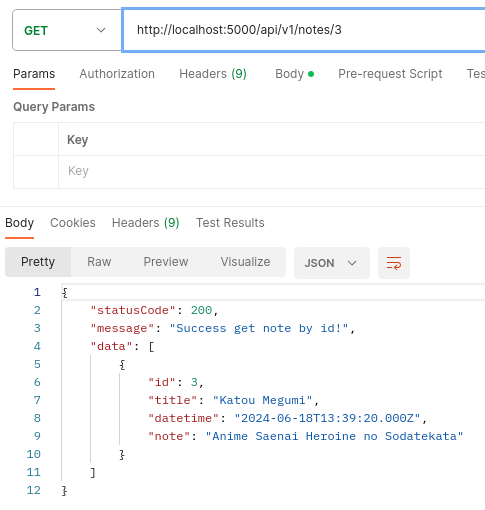 GET http://localhost:5000/api/v1/notes/3
Params Authorization Headers (9) Body Pre-request Script Tes
Query Params
Key
Key
Body Cookies Headers (9) Test Results
Pretty Raw Preview Visualize JSON
1 {
2 "statusCode": 200,
3 "message": "Success get note by id!",
4 "data": [
5 {
6 "id": 3,
7 "title": "Katou Megumi",
8 "datetime": "2024-06-18T13:39:20.000Z",
9 "note": "Anime Saenai Heroine no Sodatekata"
10 }
11 ]
12 }